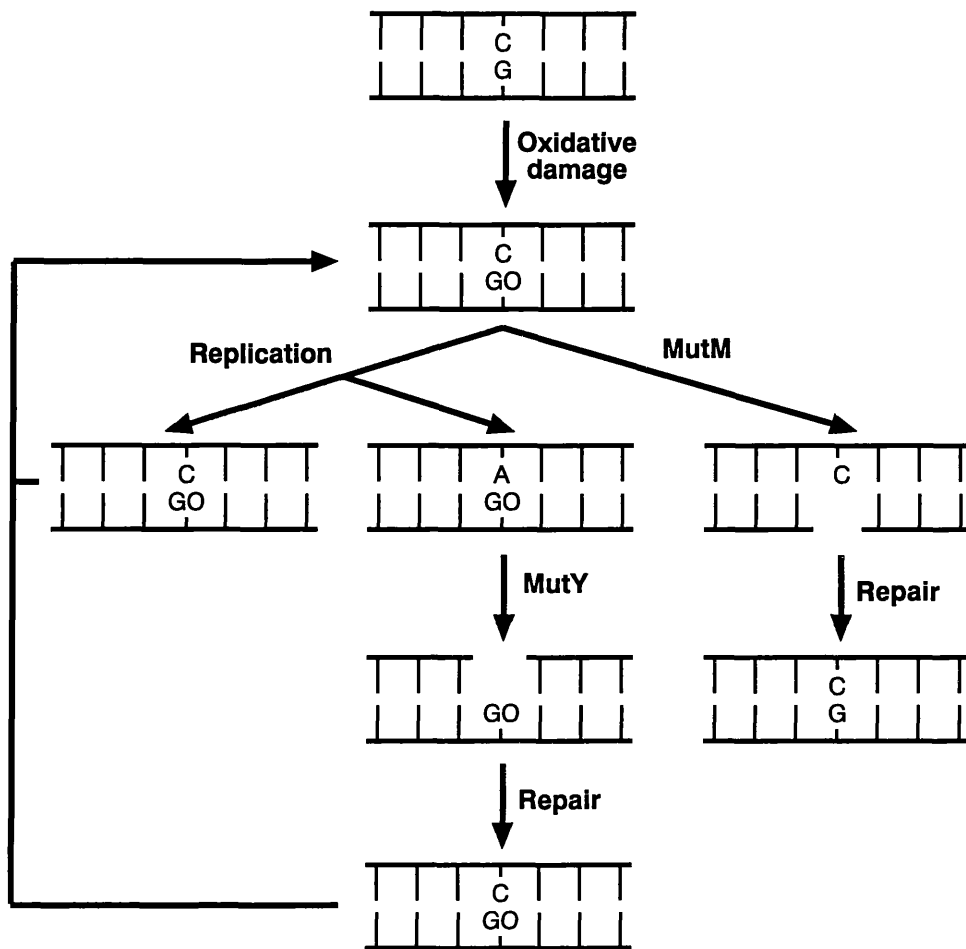 C
G
Oxidative
damage
C
GO
Replication
MutM
C
GO
A
GO
C
MutY
Repair
GO
C
G
Repair
C
GO